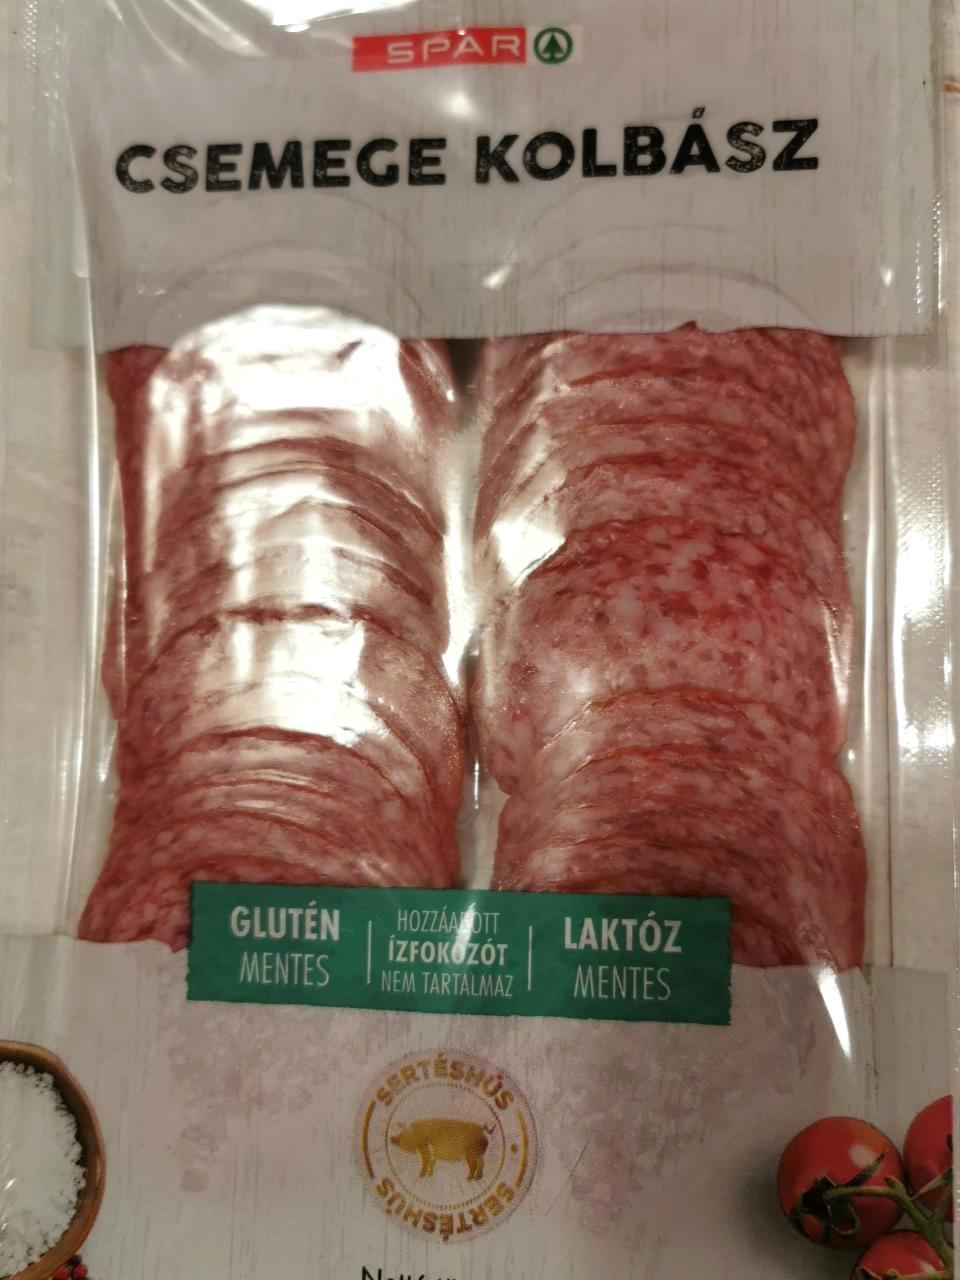 SPAR
CSEMEGE KOLBÁSZ
GLUTÉN
MENTES
HOZZÁADOTT
ÍZFOKOZÓT
NEM TARTALMAZ
LAKTÓZ
MENTES
SERTÉSHÚS
SERTÉSHÚS